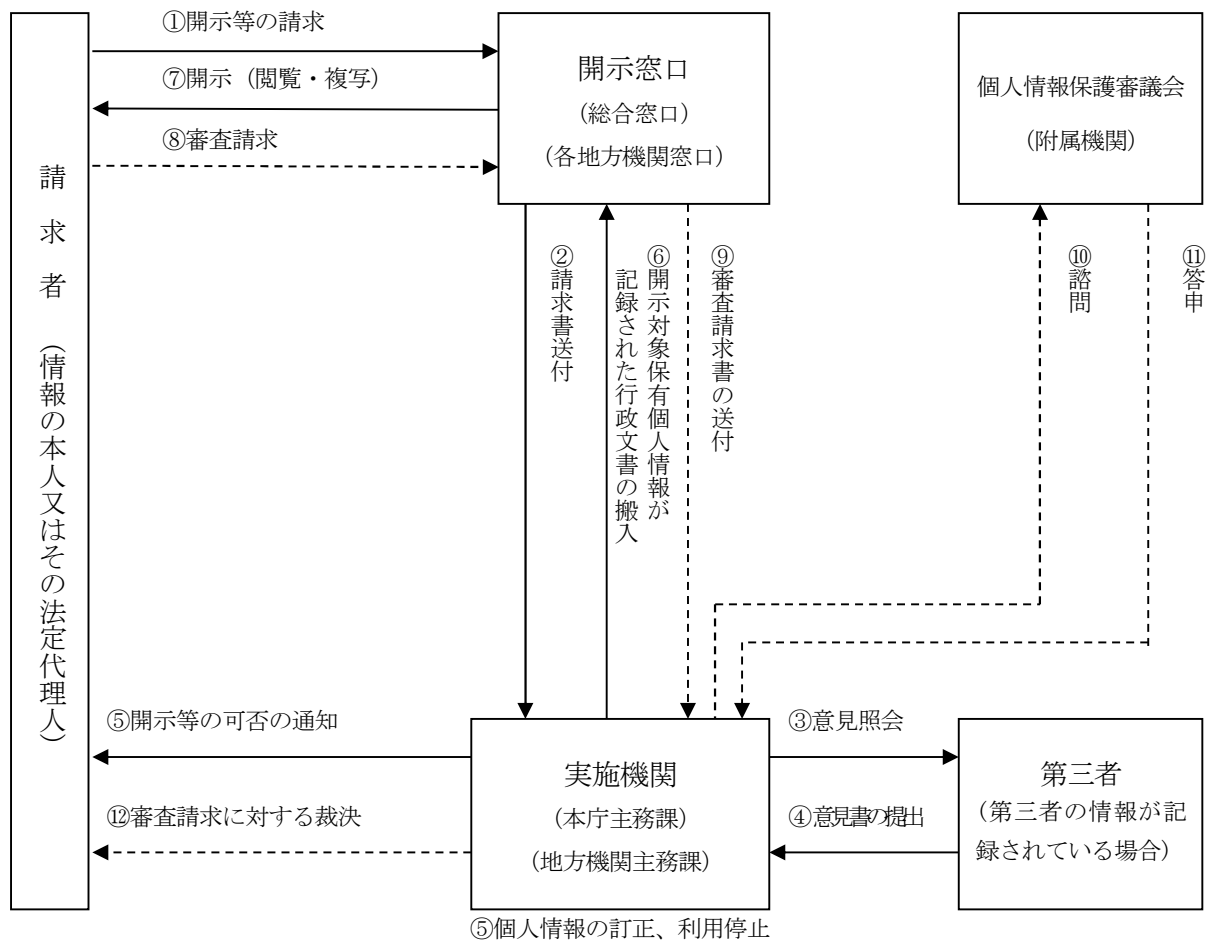 ①開示等の請求
⑦開示（閲覧・複写）
⑧審査請求
開示窓口
（総合窓口）
（各地方機関窓口）
個人情報保護審議会
（附属機関）
請求者（情報の本人又はその法定代理人）
②請求書送付
⑥開示対象保有個人情報が
記録された行政文書の搬入
⑨審査請求書の送付
⑩諮問
⑪答申
⑤開示等の可否の通知
⑫審査請求に対する裁決
実施機関
（本庁主務課）
（地方機関主務課）
③意見照会
④意見書の提出
第三者
（第三者の情報が記
録されている場合）
⑤個人情報の訂正、利用停止